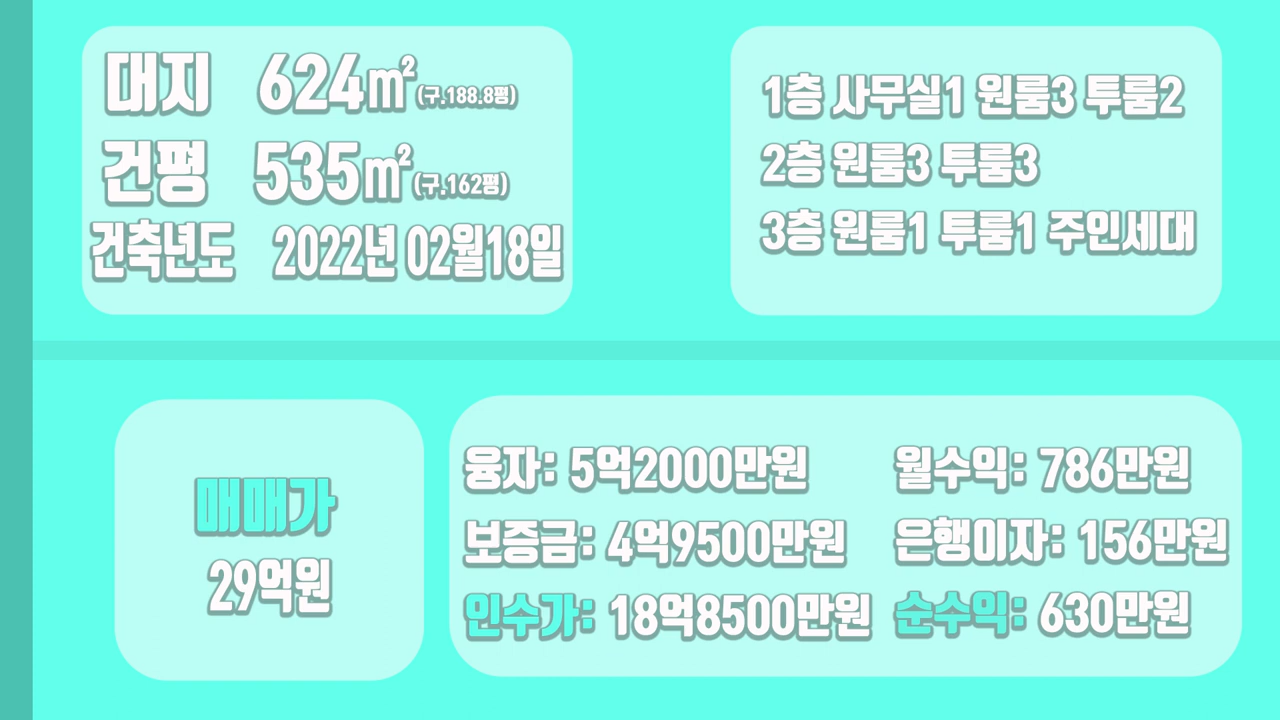 대지 624㎡(구.188.8평)
건평 535㎡(구.162평)
건축년도 2022년 02월18일
1층 사무실1 원룸3 투룸2
2층 원룸3 투룸3
3층 원룸1 투룸1 주인세대
매매가
29억원
융자: 5억2000만원
보증금: 4억9500만원
인수가: 18억8500만원
월수익: 786만원
은행이자: 156만원
순수익: 630만원